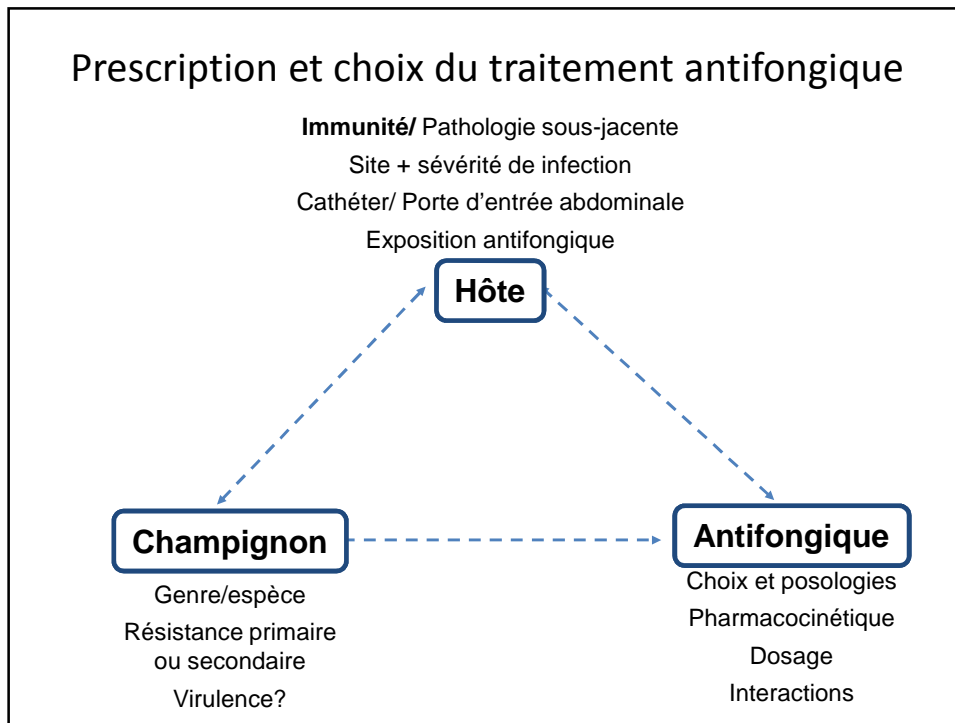 Prescription et choix du traitement antifongique
Immunité/ Pathologie sous-jacente
Site + sévérité de infection
Cathéter/ Porte d'entrée abdominale
Exposition antifongique
Hôte
Champignon
Genre/espèce
Résistance primaire
ou secondaire
Virulence?
Antifongique
Choix et posologies
Pharmacocinétique
Dosage
Interactions